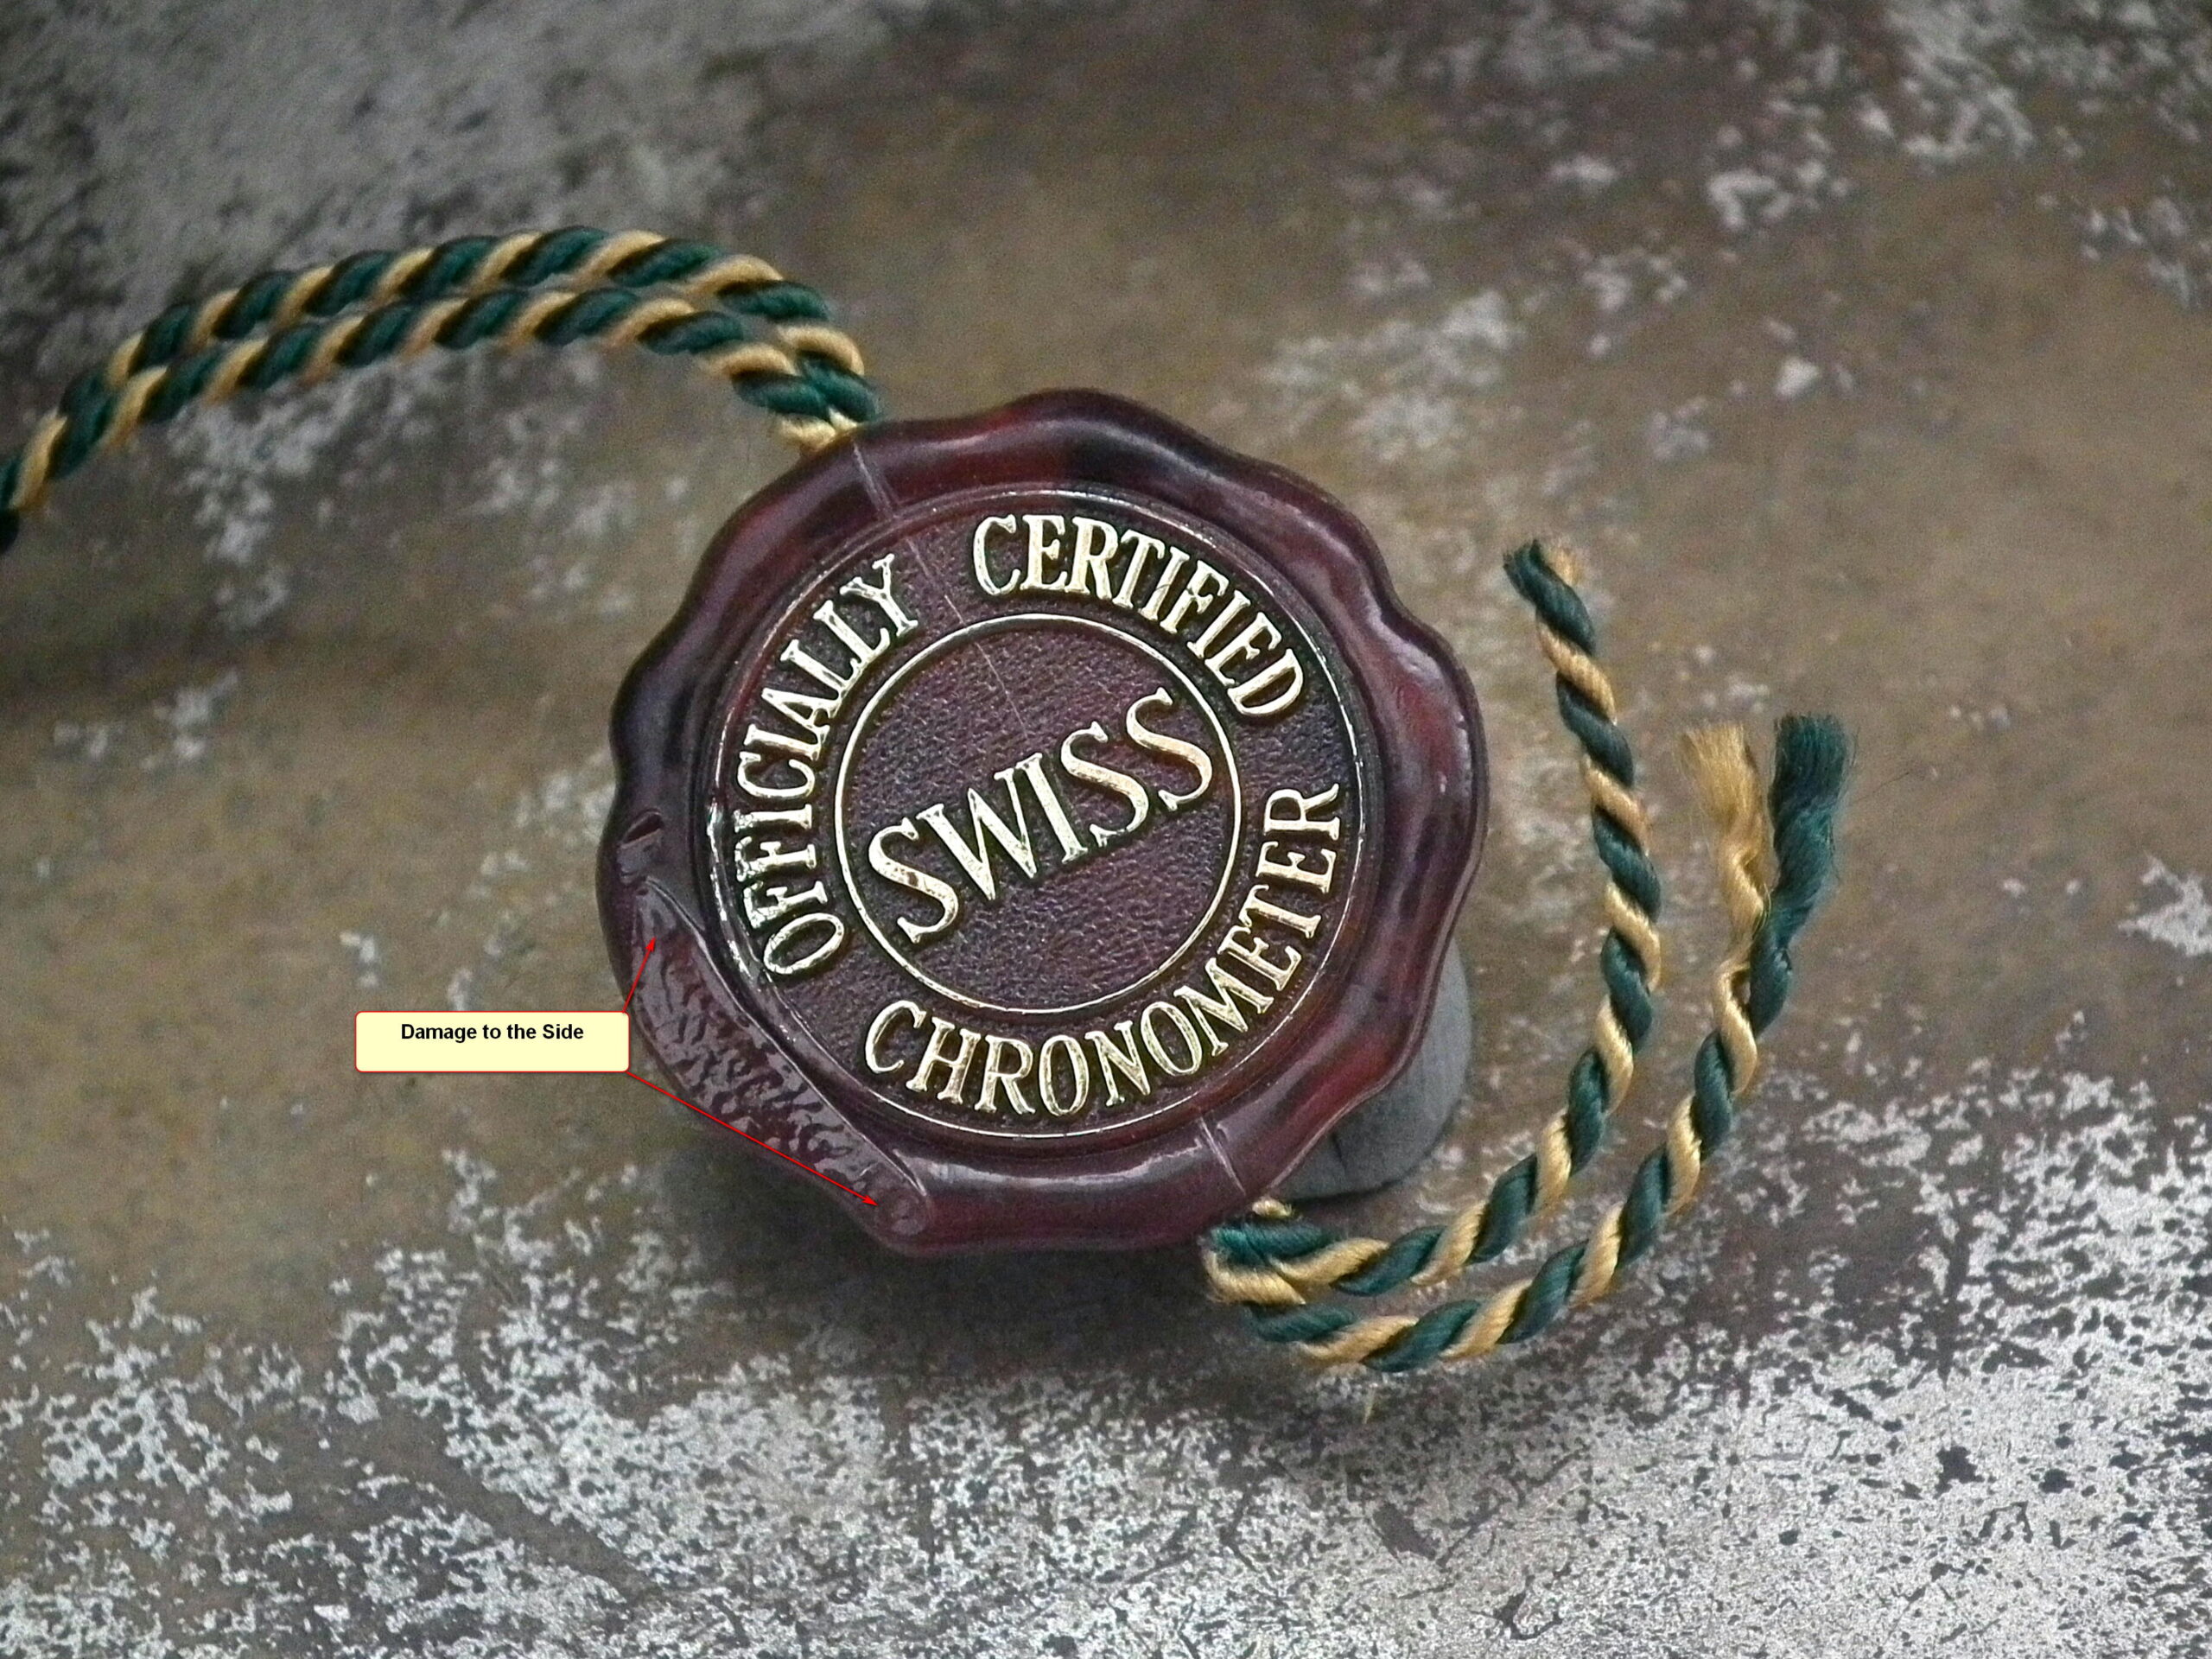 OFFICIALLY CERTIFIED
SWISS
CHRONOMETER
Damage to the Side